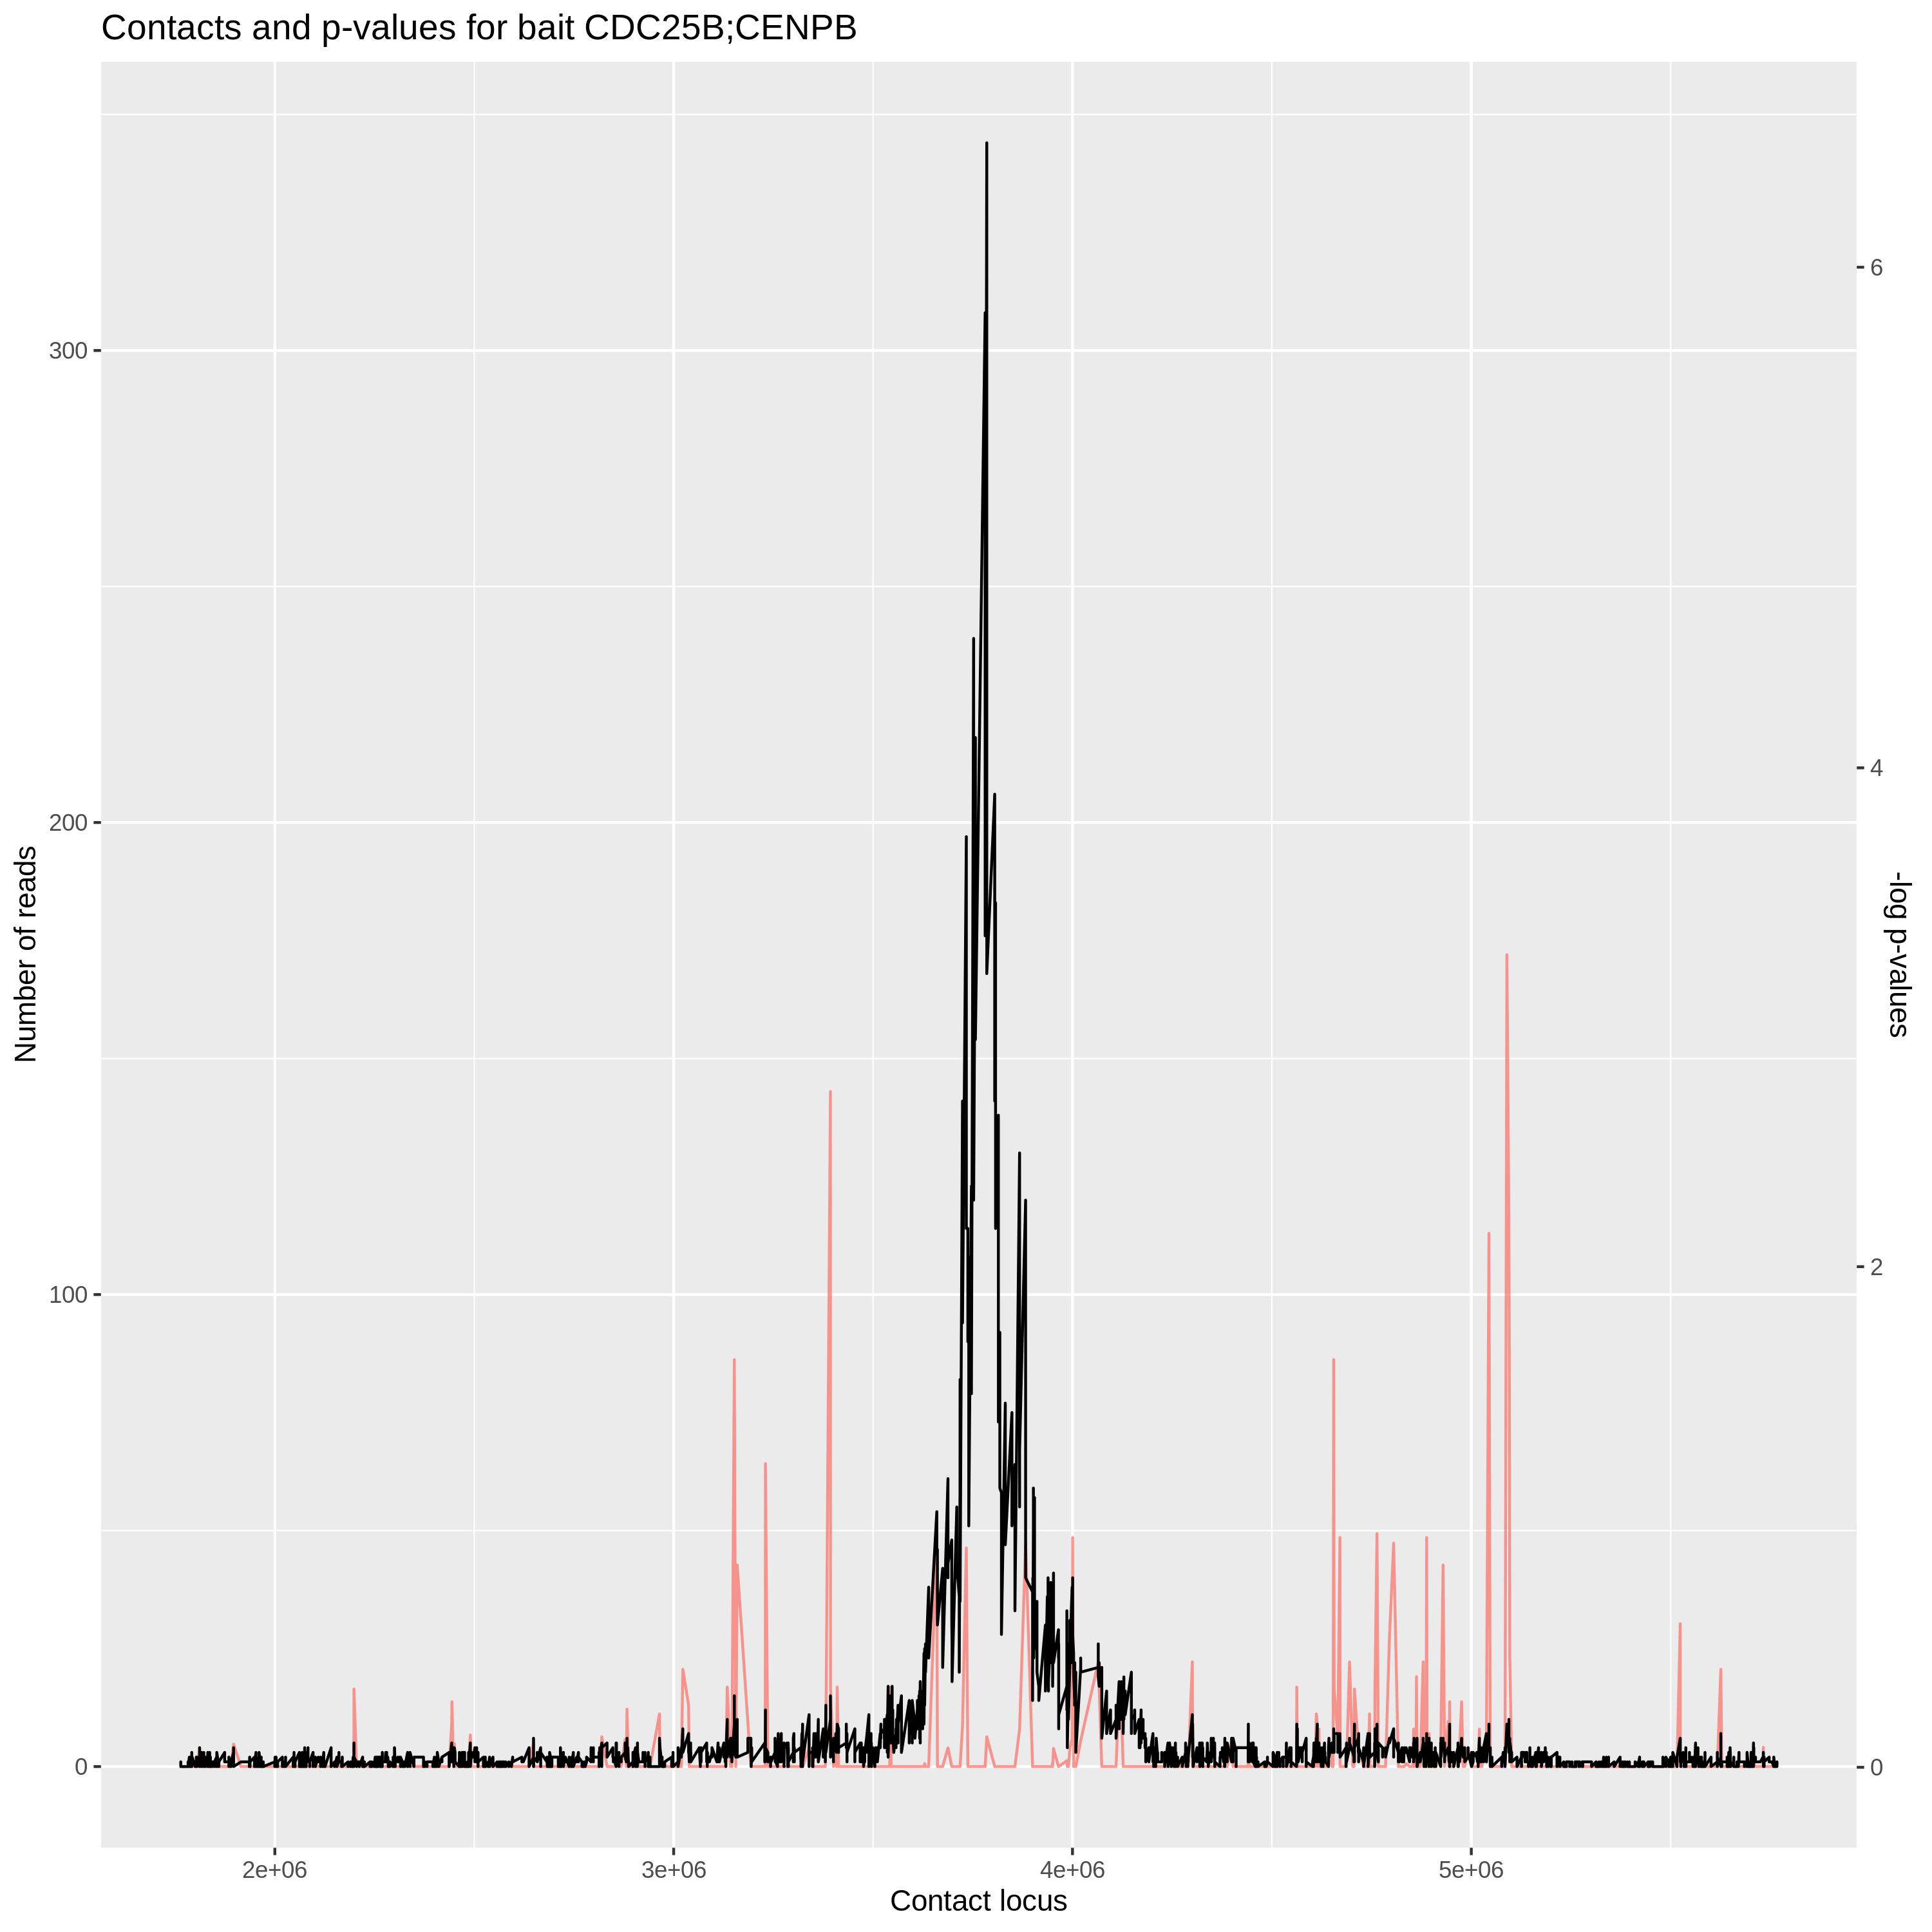 Contacts and p-values for bait CDC25B;CENPB
300
200
100
0
Number of reads
6
4
2
0
-log p-values
2e+06
3e+06
4e+06
5e+06
Contact locus